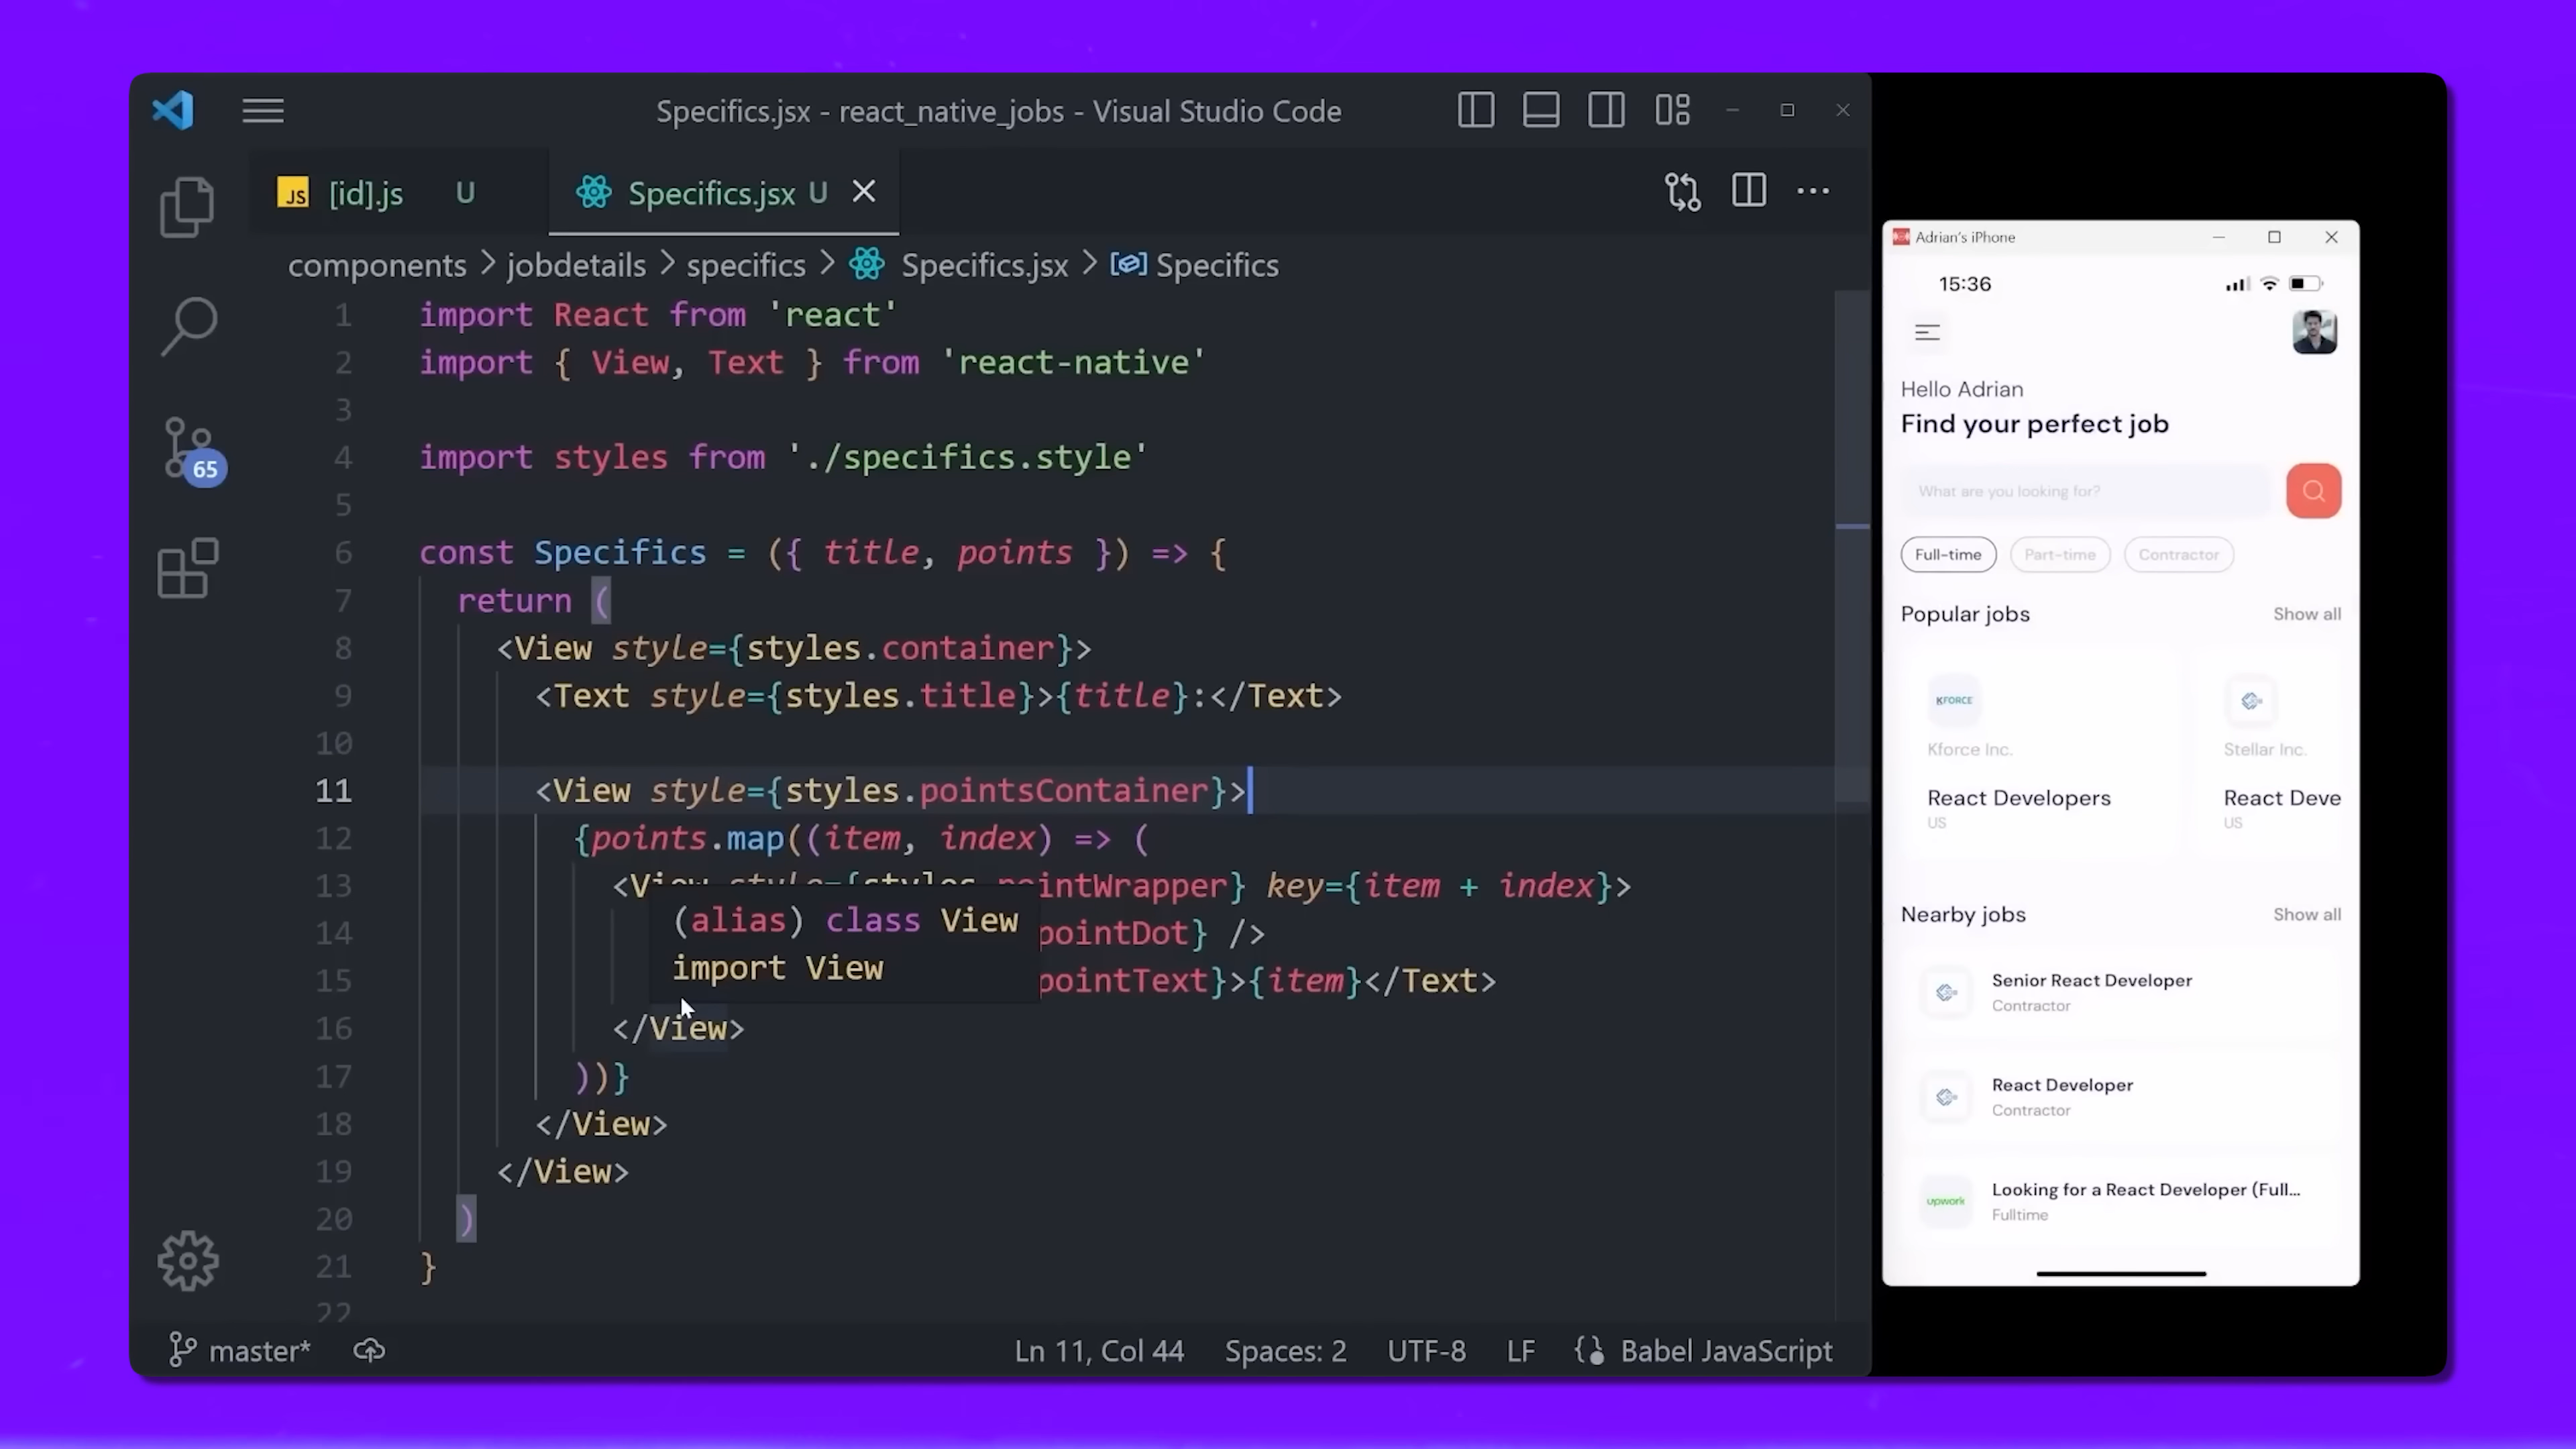 Specifics.jsx - react_native_jobs - Visual Studio Code
JS [id].js U
Specifics.jsx U
components > jobdetails > specifics > Specifics.jsx > Specifics
65
1 import React from 'react'
2 import { View, Text } from 'react-native'
3
4 import styles from './specifics.style'
5
6 const Specifics = ({ title, points }) => {
7 return (
8 <View style={styles.container}>
9 <Text style={styles.title}>{title}:</Text>
10
11 <View style={styles.pointsContainer}>
12 {points.map((item, index) => (
13 <View style={styles.pointWrapper} key={item + index}>
14 pointDot} />
15 pointText}>{item}</Text>
16 </View>
17 ))}
18 </View>
19 </View>
20 )
21 }
22
(alias) class View
import View
master*
Ln 11, Col 44
Spaces: 2
UTF-8
LF
Babel JavaScript
Adrian's iPhone
15:36
Hello Adrian
Find your perfect job
What are you looking for?
Full-time Part-time Contractor
Popular jobs Show all
KFORCE
Kforce Inc. Stellar Inc.
React Developers React Deve
US US
Nearby jobs Show all
Senior React Developer
Contractor
React Developer
Contractor
upwork
Looking for a React Developer (Full...
Fulltime